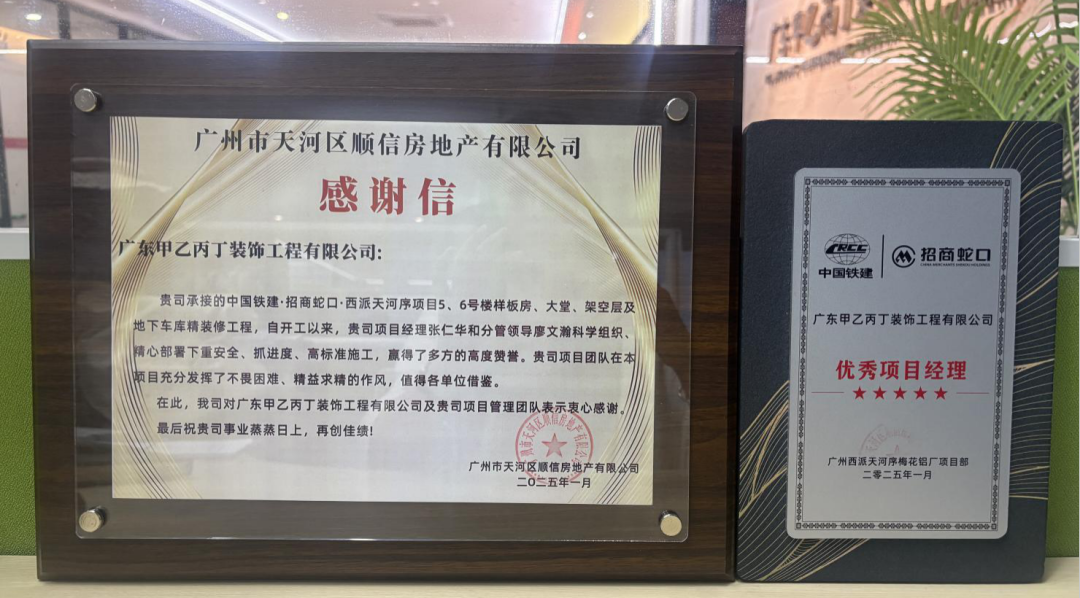 广州市天河区顺信房地产有限公司
感谢信
广东甲乙丙丁装饰工程有限公司:
贵司承接的中国铁建·招商蛇口·西派天河序项目5、6号楼样板房、大堂、架空层及
地下车库精装修工程，自开工以来，贵司项目经理张仁华和分管领导廖文瀚科学组织、
精心部署下重安全、抓进度、高标准施工，赢得了多方的高度赞誉。贵司项目团队在本
项目充分发挥了不畏困难、精益求精的作风，值得各单位借鉴。
在此，我司对广东甲乙丙丁装饰工程有限公司及贵司项目管理团队表示衷心感谢。
最后祝贵司事业蒸蒸日上，再创佳绩!
广州市天河区顺信房地产有限公司
二〇二五年一月
CRCC
中国铁建
招商蛇口
CHINA MERCHANTS SHEKOU HOLDINGS
广东甲乙丙丁装饰工程有限公司
优秀项目经理
★★★★★
广州西派天河序梅花铝厂项目部
二零二五年一月